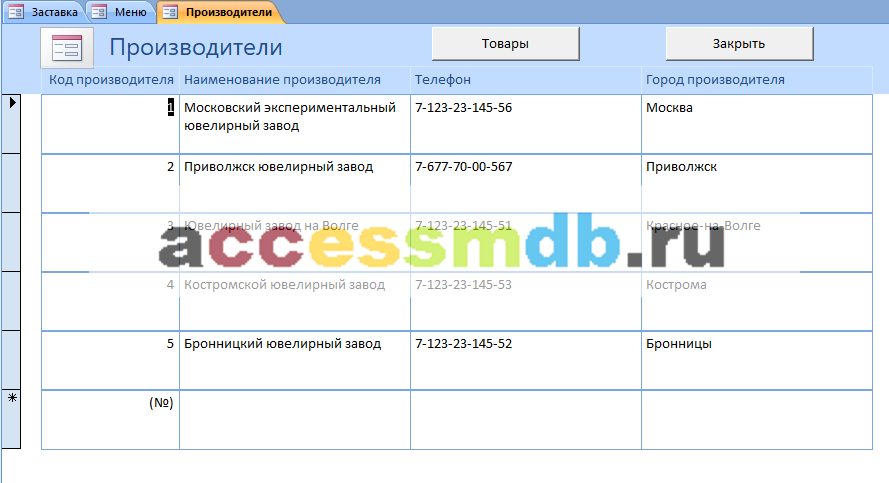 Заставка Меню Производители
Производители Товары Закрыть
Код производителя Наименование производителя Телефон Город производителя
1 Московский экспериментальный ювелирный завод 7-123-23-145-56 Москва
2 Приволжск ювелирный завод 7-677-70-00-567 Приволжск
3 Ювелирный завод на Волге 7-123-23-145-51 Красное-на-Волге
accessmdb.ru
4 Костромской ювелирный завод 7-123-23-145-53 Кострома
5 Бронницкий ювелирный завод 7-123-23-145-52 Бронницы
(№)